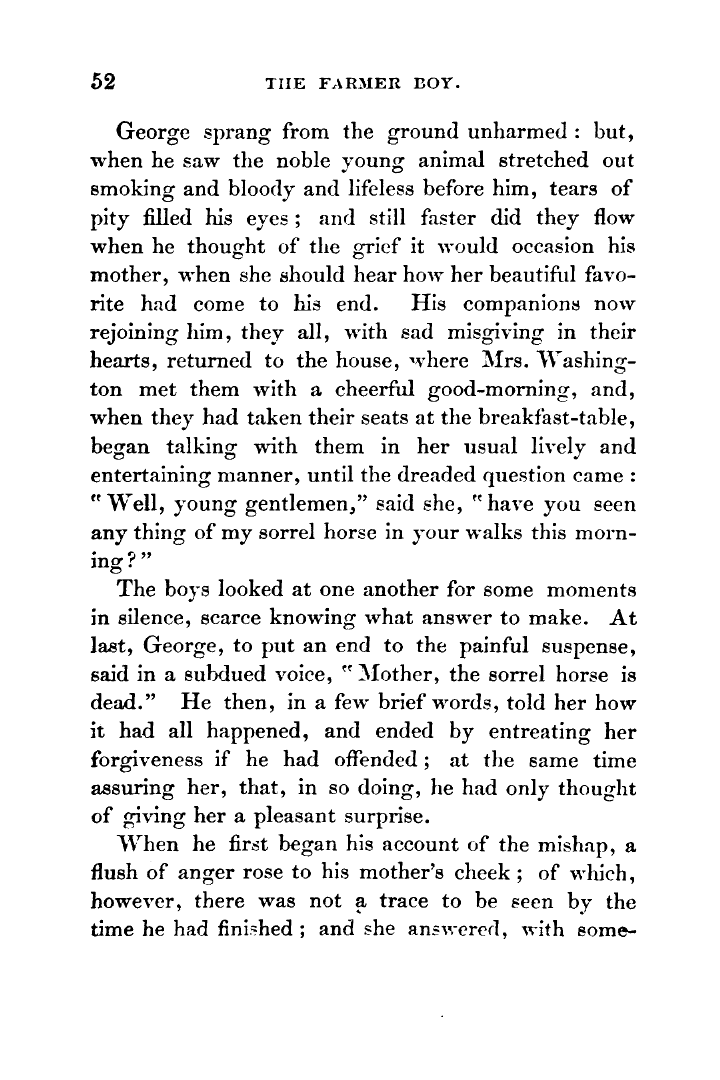 52 THE FARMER BOY.
George sprang from the ground unharmed : but,
when he saw the noble young animal stretched out
smoking and bloody and lifeless before him, tears of
pity filled his eyes ; and still faster did they flow
when he thought of the grief it would occasion his
mother, when she should hear how her beautiful favo-
rite had come to his end. His companions now
rejoining him, they all, with sad misgiving in their
hearts, returned to the house, where Mrs. Washing-
ton met them with a cheerful good-morning, and,
when they had taken their seats at the breakfast-table,
began talking with them in her usual lively and
entertaining manner, until the dreaded question came :
“ Well, young gentlemen,” said she, “ have you seen
any thing of my sorrel horse in your walks this morn-
ing ? ”
The boys looked at one another for some moments
in silence, scarce knowing what answer to make. At
last, George, to put an end to the painful suspense,
said in a subdued voice, “ Mother, the sorrel horse is
dead.” He then, in a few brief words, told her how
it had all happened, and ended by entreating her
forgiveness if he had offended ; at the same time
assuring her, that, in so doing, he had only thought
of giving her a pleasant surprise.
When he first began his account of the mishap, a
flush of anger rose to his mother’s cheek ; of which,
however, there was not a trace to be seen by the
time he had finished ; and she answered, with some-